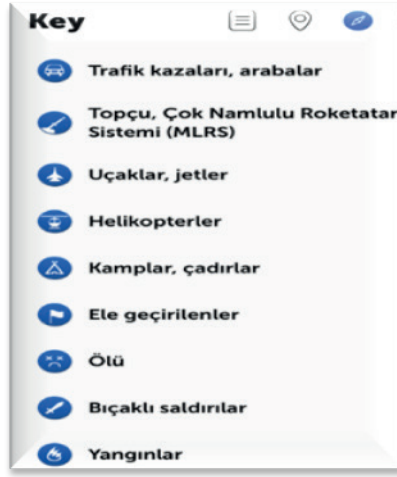 Key
Trafik kazaları, arabalar
Topçu, Çok Namlulu Roketatar
Sistemi (MLRS)
Uçaklar, jetler
Helikopterler
Kamplar, çadırlar
Ele geçirilenler
Ölü
Bıçaklı saldırılar
Yangınlar